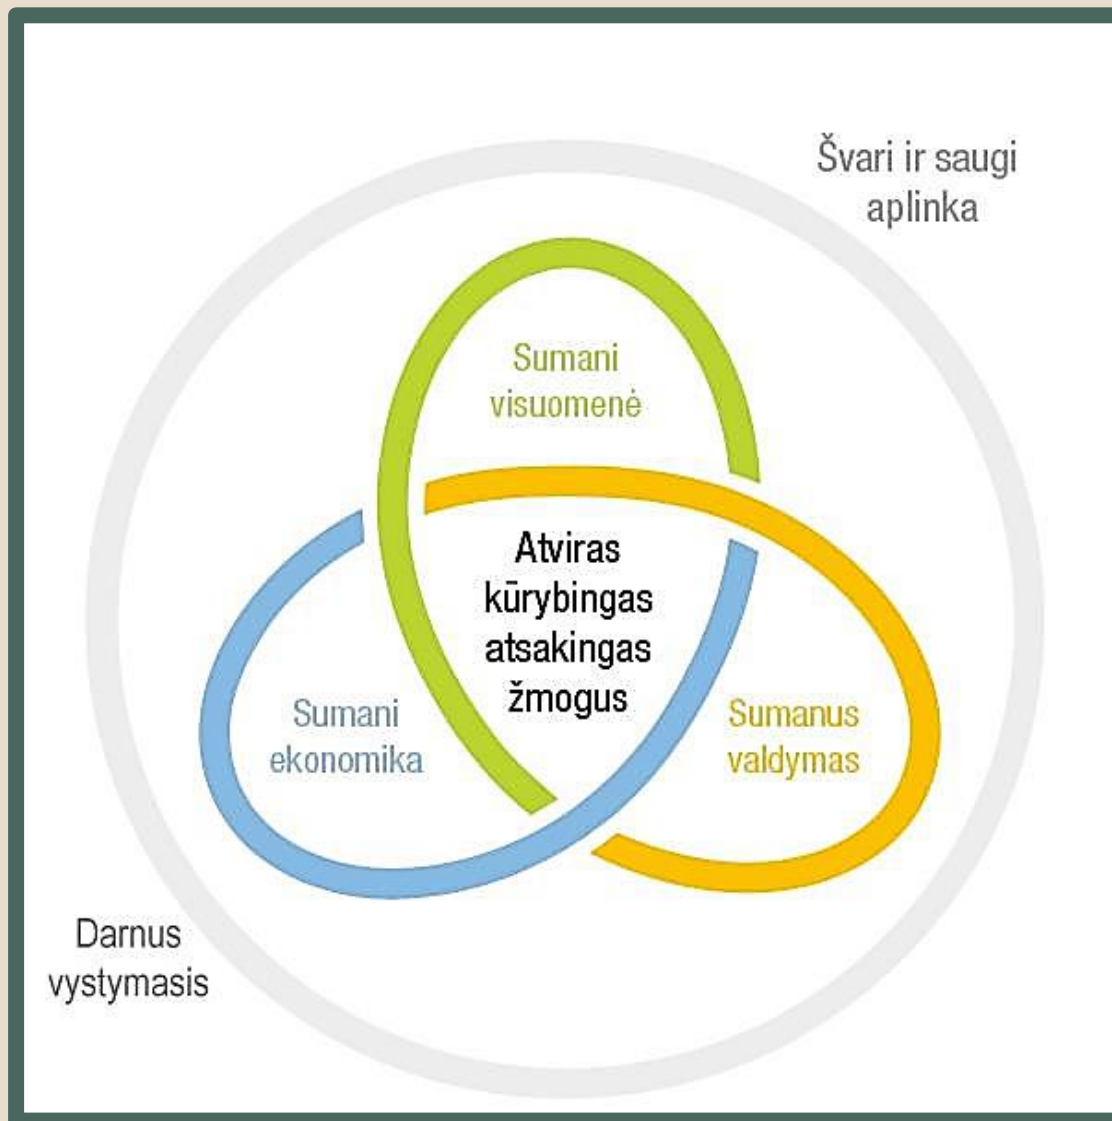 Švari ir saugi
aplinka
Sumani
visuomenė
Atviras
kūrybingas
atsakingas
žmogus
Sumani
ekonomika
Sumanus
valdymas
Darnus
vystymasis